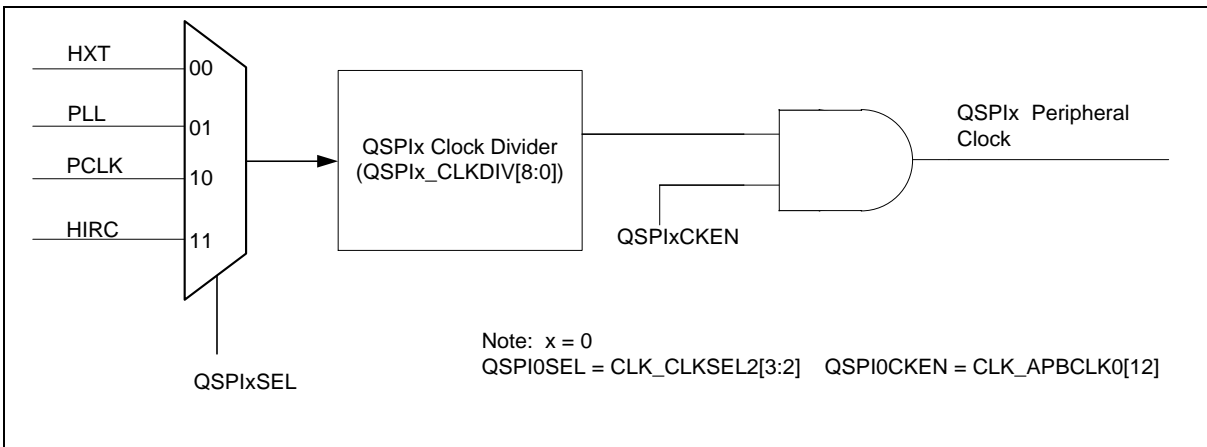 HXT
00
PLL
01
PCLK
10
HIRC
11
QSPIxSEL
QSPIx Clock Divider
(QSPIx_CLKDIV[8:0])
QSPIxCKEN
QSPIx Peripheral
Clock
Note: x = 0
QSPI0SEL = CLK_CLKSEL2[3:2] QSPI0CKEN = CLK_APBCLK0[12]